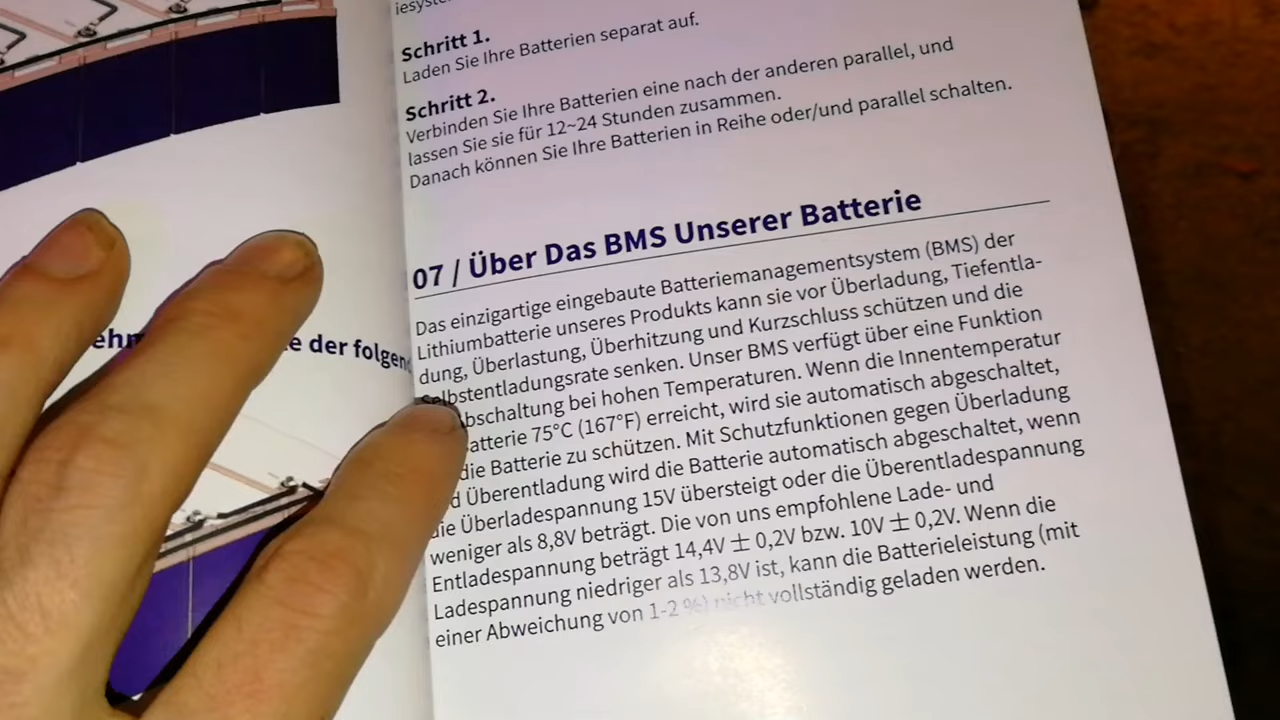 Schritt 1.
Laden Sie Ihre Batterien separat auf.
Schritt 2.
Verbinden Sie Ihre Batterien eine nach der anderen parallel, und
lassen Sie sie für 12~24 Stunden zusammen.
Danach können Sie Ihre Batterien in Reihe oder/und parallel schalten.
e der folgen
07 / Über Das BMS Unserer Batterie
Das einzigartige eingebaute Batteriemanagementsystem (BMS) der
Lithiumbatterie unseres Produkts kann sie vor Überladung, Tiefentla-
dung, Überlastung, Überhitzung und Kurzschluss schützen und die
Selbstentladungsrate senken. Unser BMS verfügt über eine Funktion
bschaltung bei hohen Temperaturen. Wenn die Innentemperatur
atterie 75°C (167°F) erreicht, wird sie automatisch abgeschaltet,
die Batterie zu schützen. Mit Schutzfunktionen gegen Überladung
d Überentladung wird die Batterie automatisch abgeschaltet, wenn
ie Überladespannung 15V übersteigt oder die Überentladespannung
weniger als 8,8V beträgt. Die von uns empfohlene Lade- und
Entladespannung beträgt 14,4V ± 0,2V bzw. 10V ± 0,2V. Wenn die
Ladespannung niedriger als 13,8V ist, kann die Batterieleistung (mit
einer Abweichung von 1-2 %) nicht vollständig geladen werden.